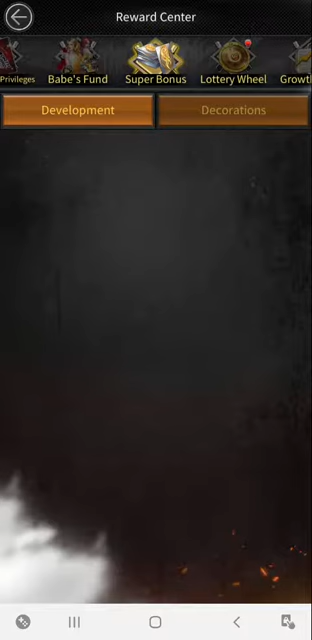 Reward Center
Privileges
Babe's Fund
Super Bonus
Lottery Wheel
Growt
Development
Decorations